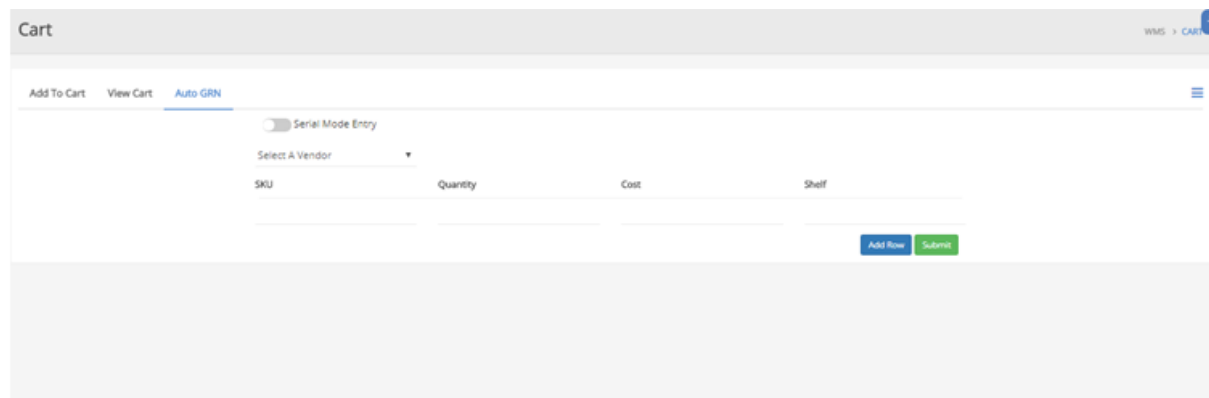 Cart
WMS > CART
Add To Cart View Cart Auto GRN
Serial Mode Entry
Select A Vendor
SKU Quantity Cost Shelf
Add Row Submit